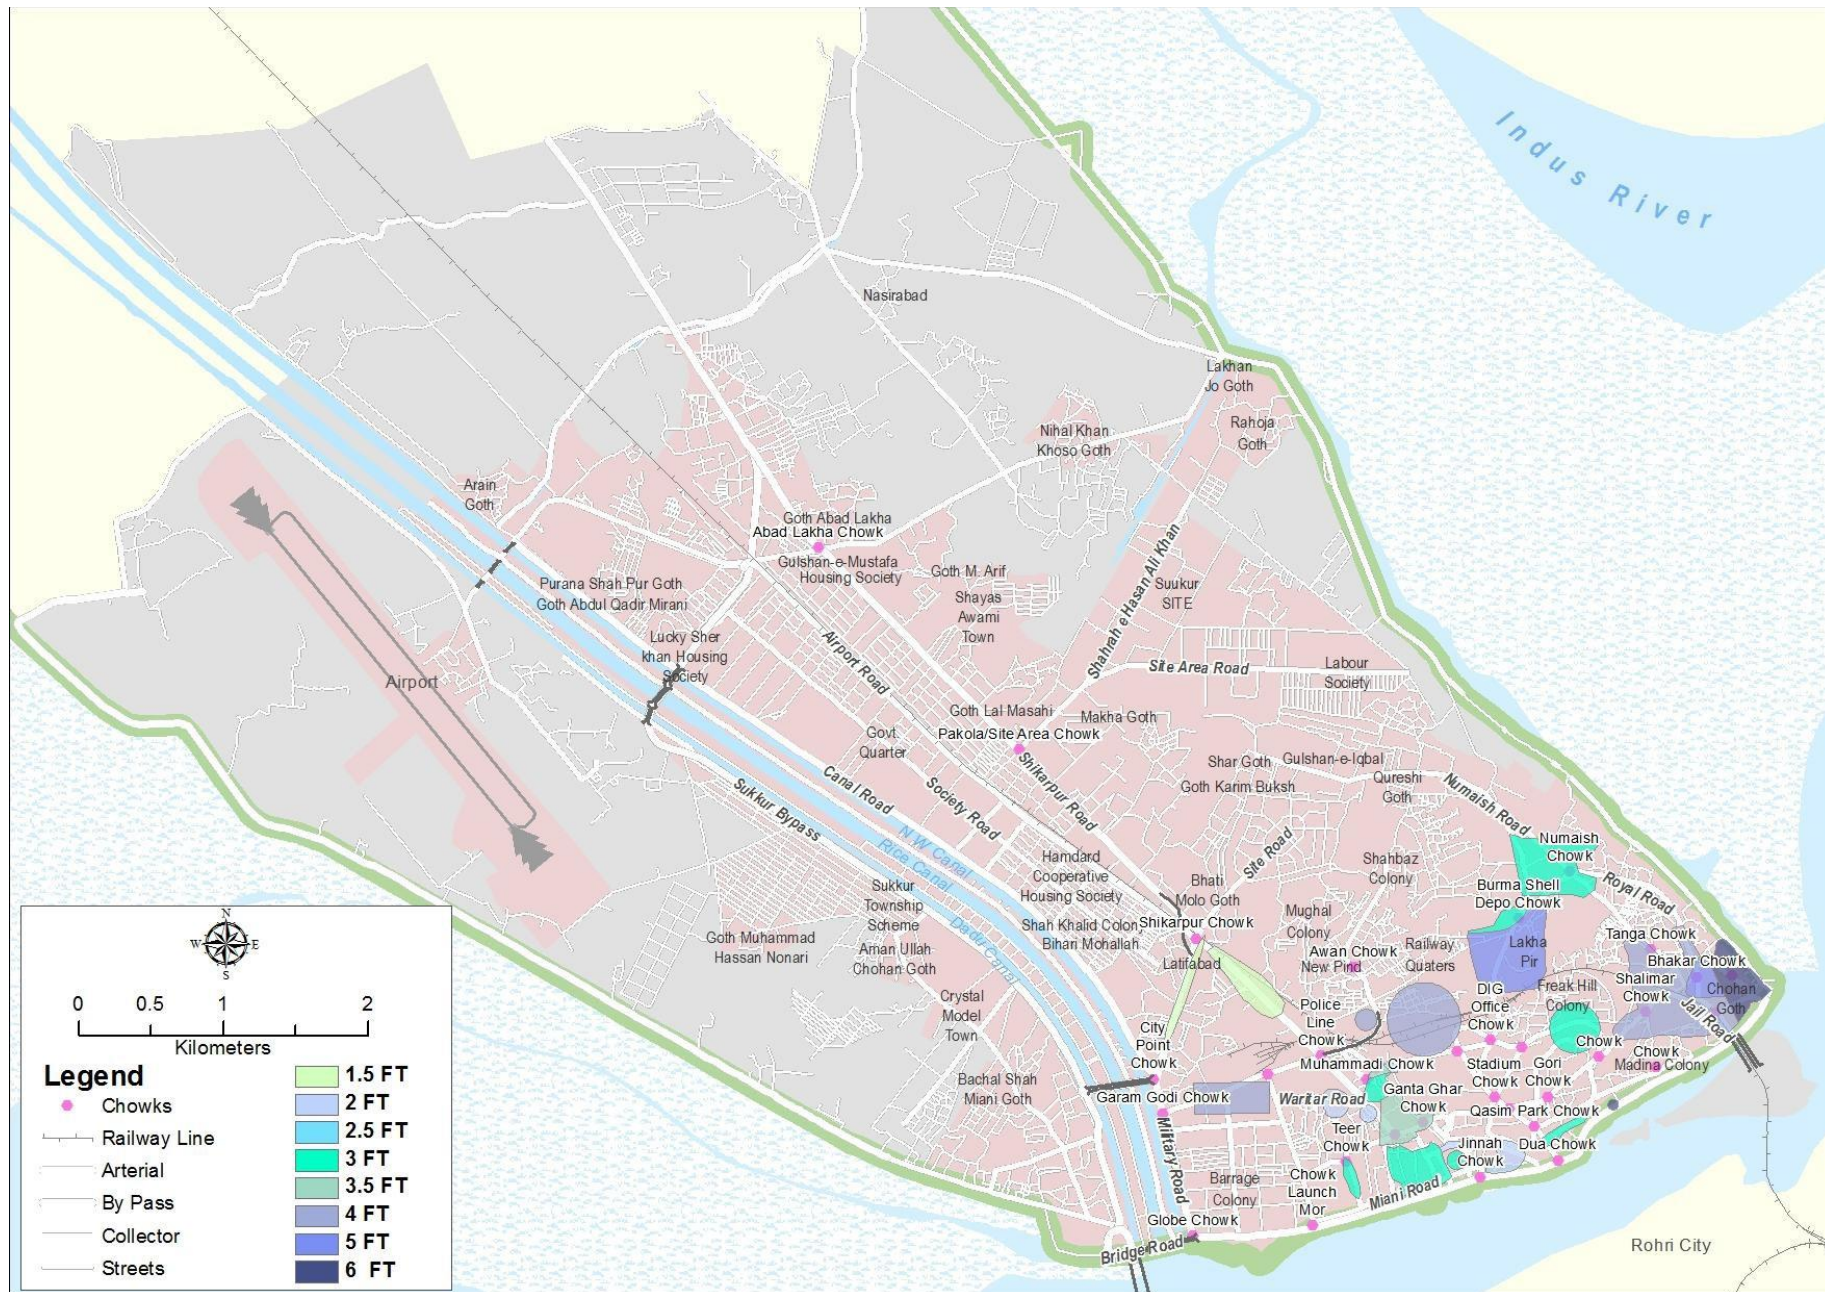 Indus River
Nasirabad
Lakhan
Jo Goth
Rahoja
Goth
Nihal Khan
Khoso Goth
Arain
Goth
Goth Abad Lakha
Abad Lakha Chowk
Gulshan-e-Mustafa
Housing Society
Goth M. Arif
Shayas
Awami
Town
Shahrah e Hasan Ali Khan
Suukur
SITE
Purana Shah Pur Goth
Goth Abdul Qadir Mirani
Lucky Sher
khan Housing
Society
Airport
Airport Road
Site Area Road
Labour
Society
Goth Lal Masahi
Makha Goth
Pakola/Site Area Chowk
Govt.
Quarter
Shar Goth
Gulshan-e-Iqbal
Goth Karim Buksh
Qureshi
Goth
Numaish Road
Canal Road
Society Road
Shikarpur Road
Sukkur Bypass
N W Canal
Rice Canal
Dadu Canal
Site Road
Numaish
Chowk
Hamdard
Cooperative
Housing Society
Shahbaz
Colony
Bhati
Molo Goth
Royal Road
Burma Shell
Depo Chowk
Sukkur
Township
Scheme
Shah Khalid Colon
Bihari Mohallah
Shikarpur Chowk
Mughal
Colony
Goth Muhammad
Hassan Nonari
Aman Ullah
Chohan Goth
Latifabad
Awan Chowk
New Pind
Railway
Quaters
Lakha
Pir
Tanga Chowk
Bhakar Chowk
Shalimar
Chowk
Chohan
Goth
Freak Hill
Colony
DIG
Office
Chowk
Jail Road
Crystal
Model
Town
City
Point
Chowk
Police
Line
Chowk
Chowk
Chowk
Madina Colony
Muhammadi Chowk
Stadium
Chowk
Gori
Chowk
Bachal Shah
Miani Goth
Garam Godi Chowk
Waritar Road
Ganta Ghar
Chowk
Qasim Park Chowk
Military Road
Teer
Chowk
Jinnah
Chowk
Dua Chowk
Barrage
Colony
Chowk
Launch
Mor
Miani Road
Globe Chowk
Bridge Road
Rohri City
N
W E
S
0 0.5 1 2
Kilometers
Legend
Chowks
Railway Line
Arterial
By Pass
Collector
Streets
1.5 FT
2 FT
2.5 FT
3 FT
3.5 FT
4 FT
5 FT
6 FT